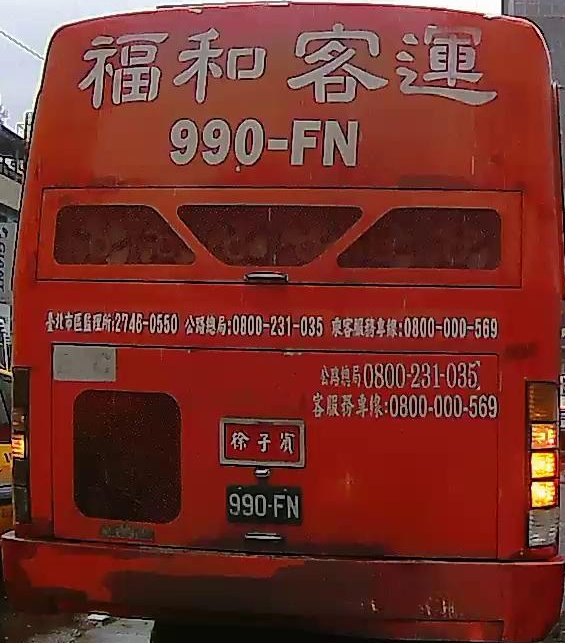 福和客運
990-FN
臺北市區監理所:2748-0550 公路總局:0800-231-035 乘客服務專線:0800-000-569
公路總局0800-231-035
客服務專線:0800-000-569
徐子
990-FN